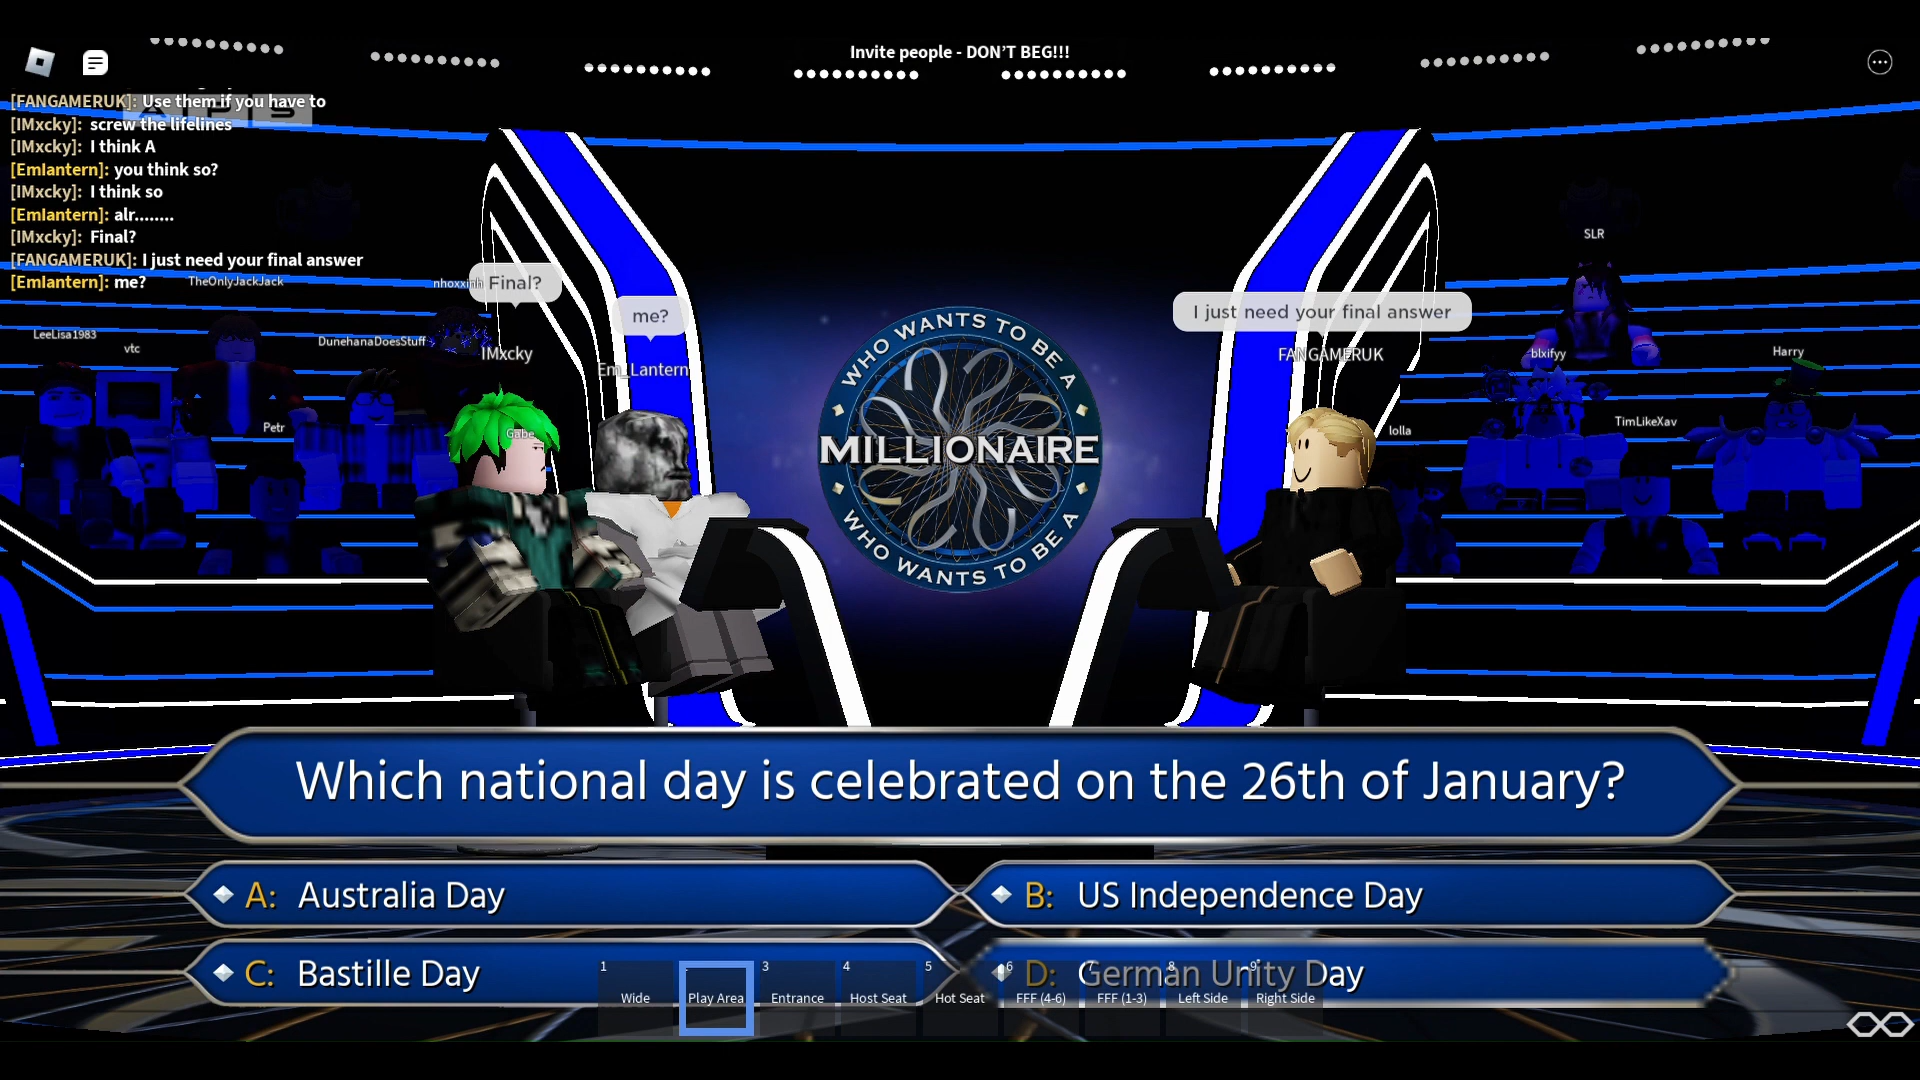 Invite people - DON'T BEG!!!
[FANGAMERUK]: Use them if you have to
[IMxcky]: screw the lifelines
[IMxcky]: I think A
[Emlantern]: you think so?
[IMxcky]: I think so
[Emlantern]: alr........
[IMxcky]: Final?
[FANGAMERUK]: I just need your final answer
[Emlantern]: me?
TheOnlyJackJack
nhoxxinh
Final?
me?
I just need your final answer
SLR
LeeLisa1983
vtc
DunehanaDoesStuff
IMxcky
Em_Lantern
FANGAMERUK
blxifyy
Harry
Petr
Gabe
lolla
TimLikeXav
WHO WANTS TO BE A
MILLIONAIRE
WHO WANTS TO BE A
Which national day is celebrated on the 26th of January?
A: Australia Day
B: US Independence Day
C: Bastille Day
D: German Unity Day
1 Wide
Play Area
3 Entrance
4 Host Seat
5 Hot Seat
6 FFF (4-6)
7 FFF (1-3)
8 Left Side
9 Right Side